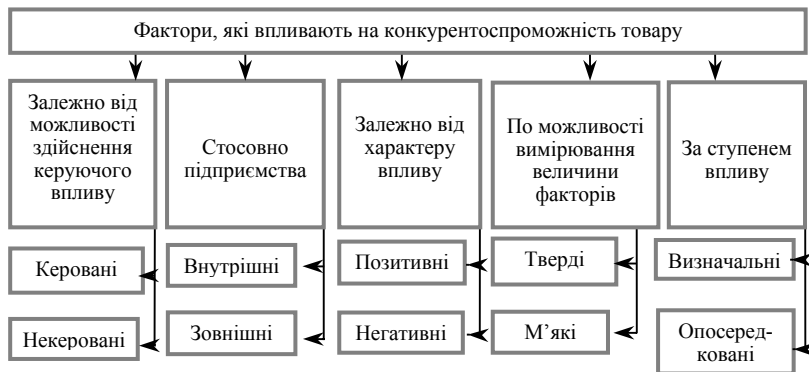 Фактори, які впливають на конкурентоспроможність товару
Залежно від
можливості
здійснення
керуючого
впливу
Стосовно
підприємства
Залежно від
характеру
впливу
По можливості
вимірювання
величини
факторів
За ступенем
впливу
Керовані
Внутрішні
Позитивні
Тверді
Визначальні
Некеровані
Зовнішні
Негативні
М’які
Опосеред-
ковані